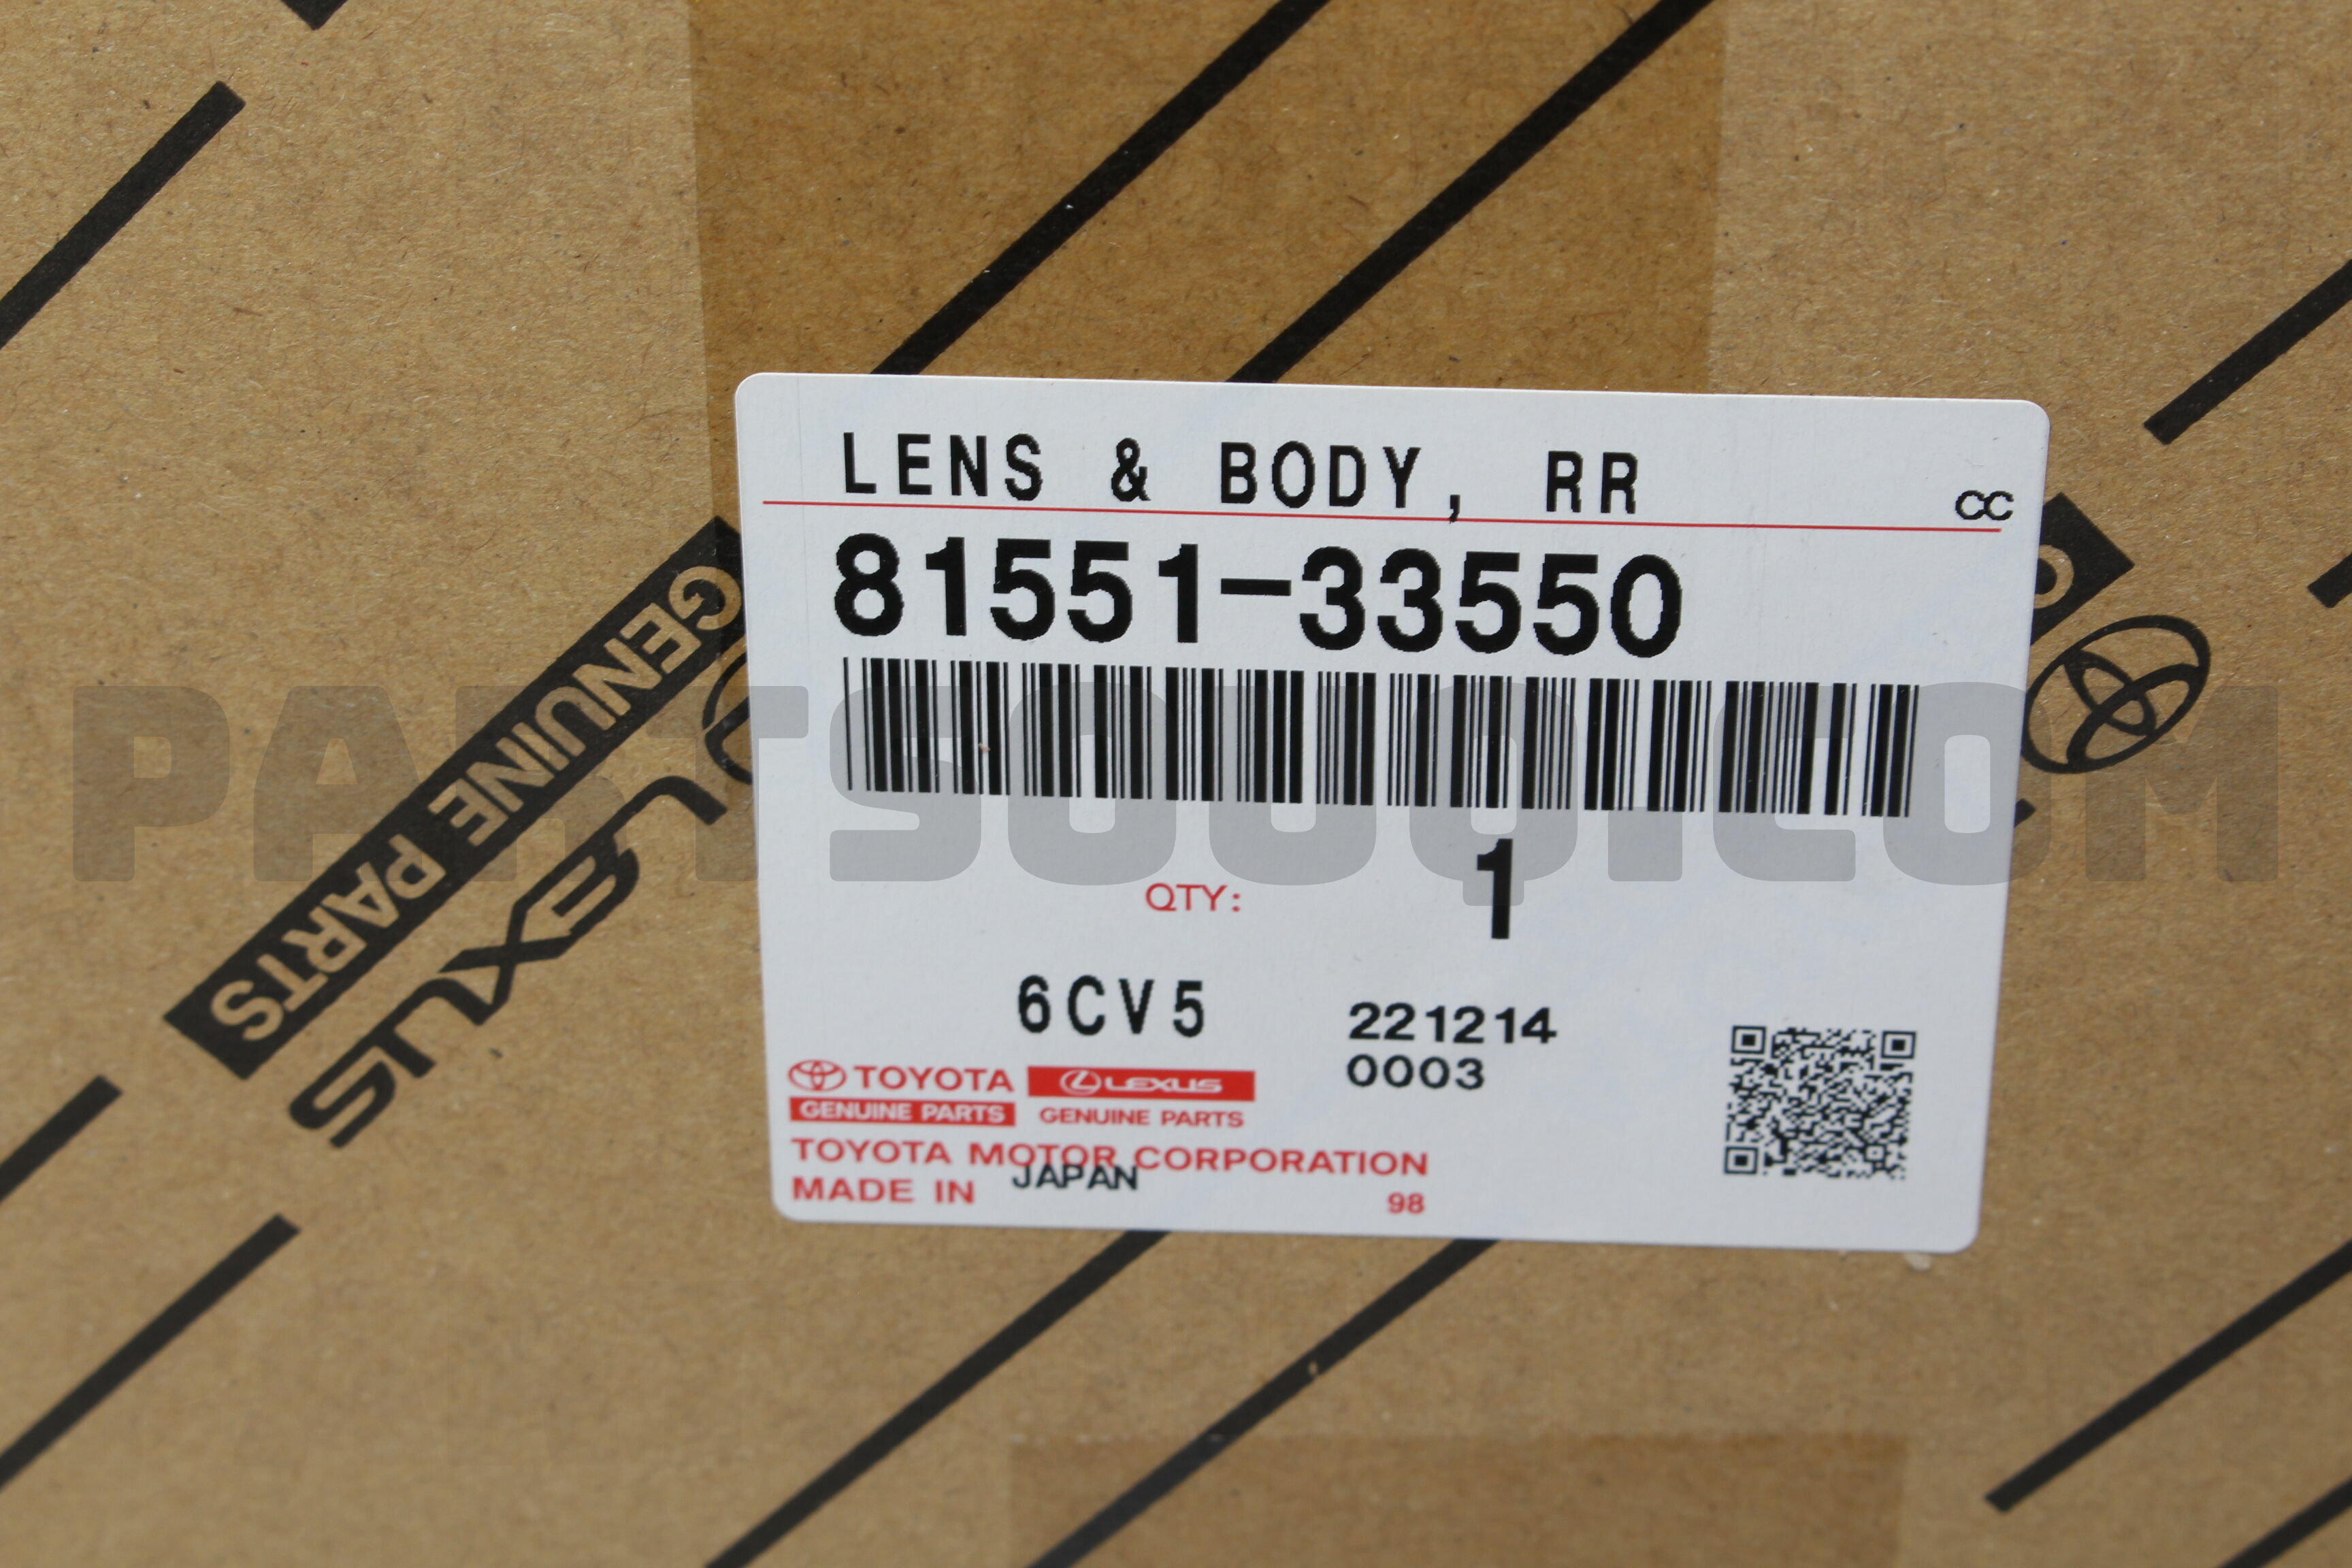 LENS & BODY, RR
CC
81551-33550
QTY: 1
6CV5
221214
0003
TOYOTA
GENUINE PARTS
LEXUS
GENUINE PARTS
TOYOTA MOTOR CORPORATION
MADE IN JAPAN
98
GENUINE PARTS
LEXUS
PARTSOUQ.COM